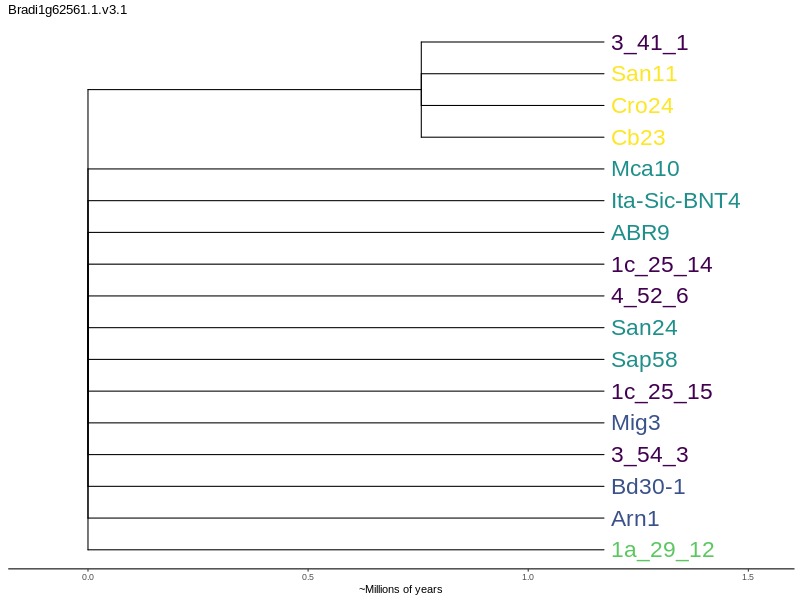 Bradi1g62561.1.v3.1
3_41_1
San11
Cro24
Cb23
Mca10
Ita-Sic-BNT4
ABR9
1c_25_14
4_52_6
San24
Sap58
1c_25_15
Mig3
3_54_3
Bd30-1
Arn1
1a_29_12
0.0 0.5 1.0 1.5
~Millions of years